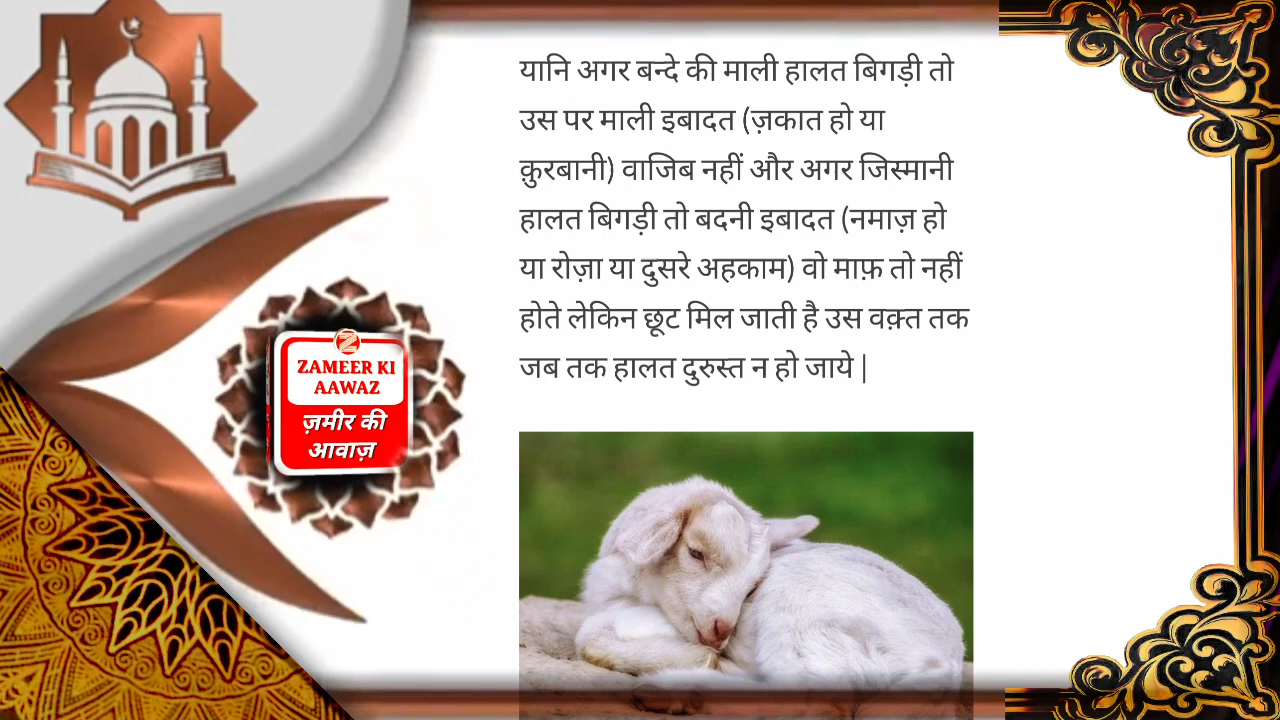 यानि अगर बन्दे की माली हालत बिगड़ी तो
उस पर माली इबादत (ज़कात हो या
क़ुरबानी) वाजिब नहीं और अगर जिस्मानी
हालत बिगड़ी तो बदनी इबादत (नमाज़ हो
या रोज़ा या दुसरे अहकाम) वो माफ़ तो नहीं
होते लेकिन छूट मिल जाती है उस वक़्त तक
जब तक हालत दुरुस्त न हो जाये |
ZAMEER KI
AAWAZ
ज़मीर की
आवाज़